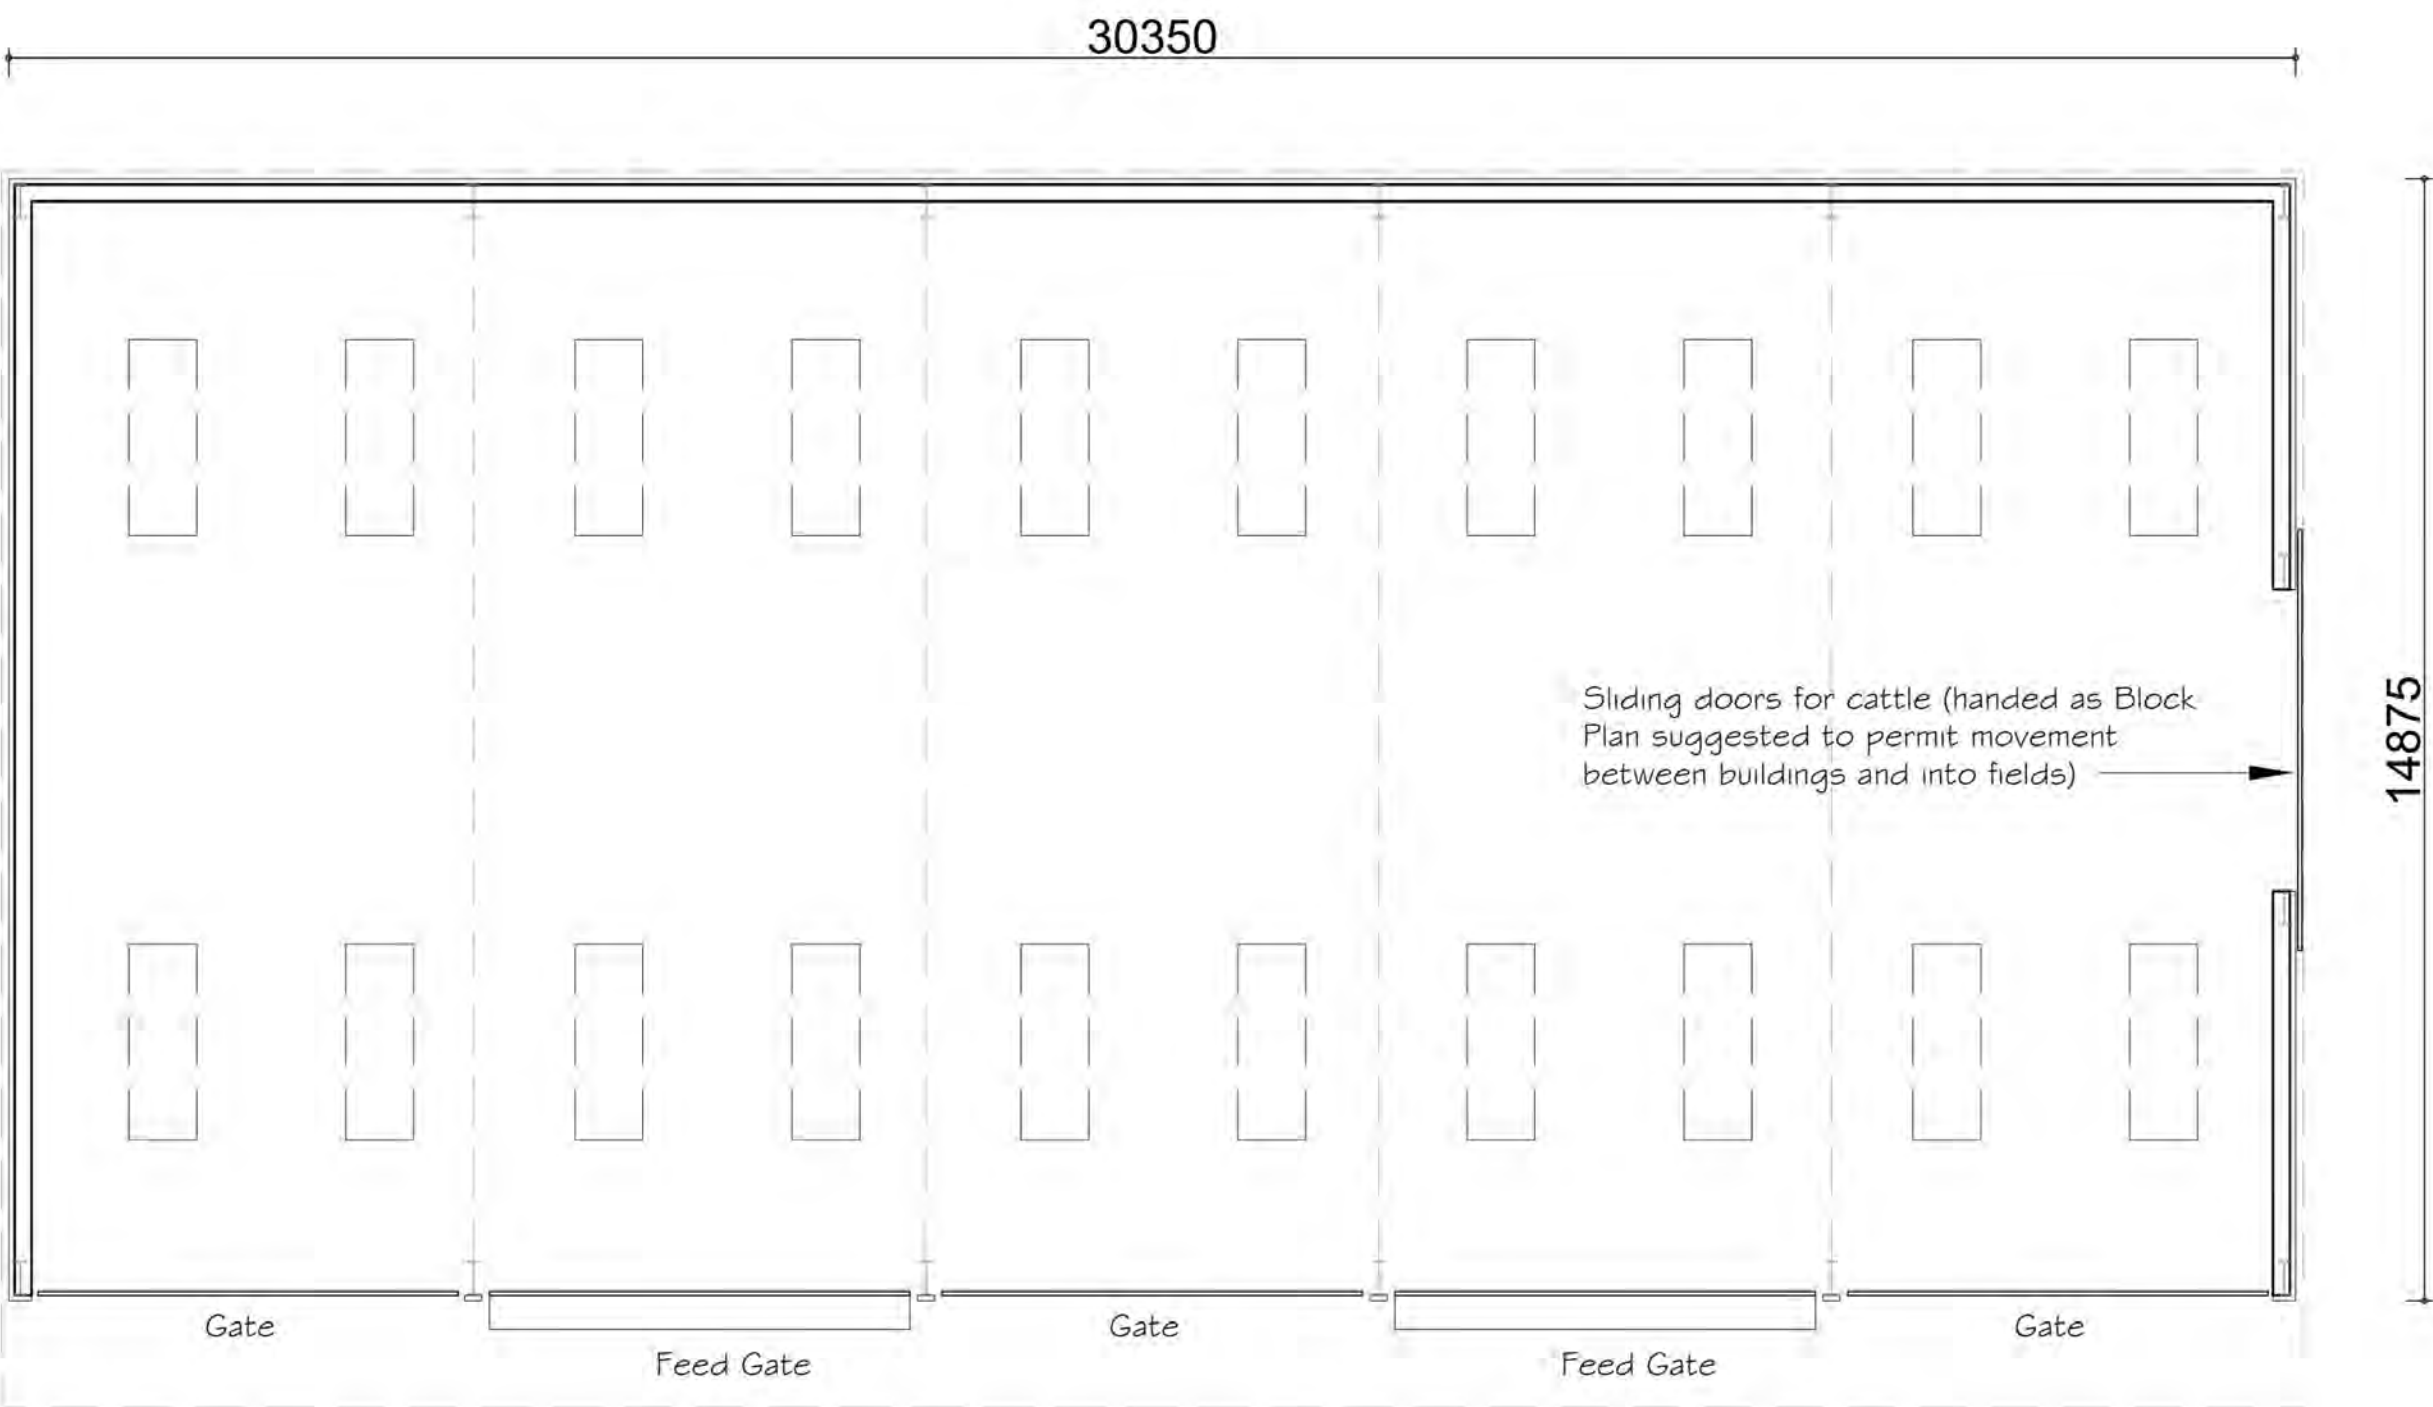 30350
Sliding doors for cattle (handed as Block
Plan suggested to permit movement
between buildings and into fields)
14875
Gate
Feed Gate
Gate
Feed Gate
Gate